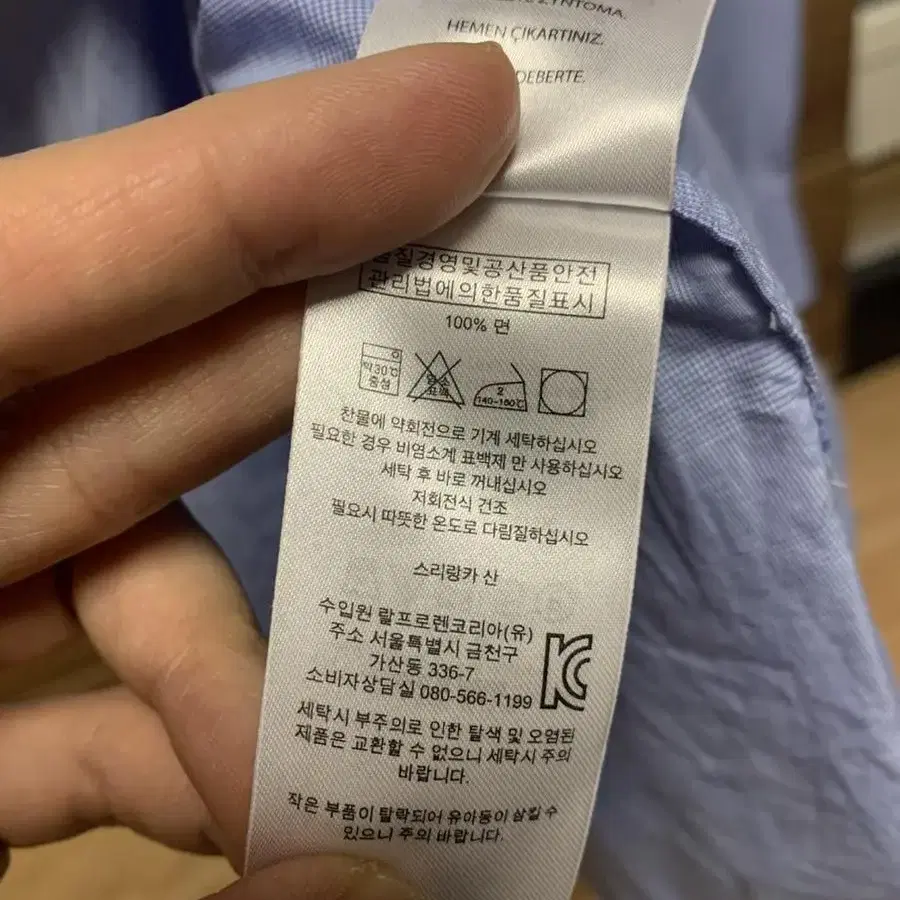 ΣΥΝΤΟΜΑ.
HEMEN ÇIKARTINIZ.
DEBERTE.
품질경영및공산품안전
관리법에의한품질표시
100% 면
약30℃
중성
염소
표백
2
140~160℃
찬물에 약회전으로 기계 세탁하십시오
필요한 경우 비염소계 표백제 만 사용하십시오
세탁 후 바로 꺼내십시오
저회전식 건조
필요시 따뜻한 온도로 다림질하십시오
스리랑카 산
수입원 랄프로렌코리아(유)
주소 서울특별시 금천구
가산동 336-7
소비자상담실 080-566-1199
KC
세탁시 부주의로 인한 탈색 및 오염된
제품은 교환할 수 없으니 세탁시 주의
바랍니다.
작은 부품이 탈락되어 유아동이 삼킬 수
있으니 주의 바랍니다.